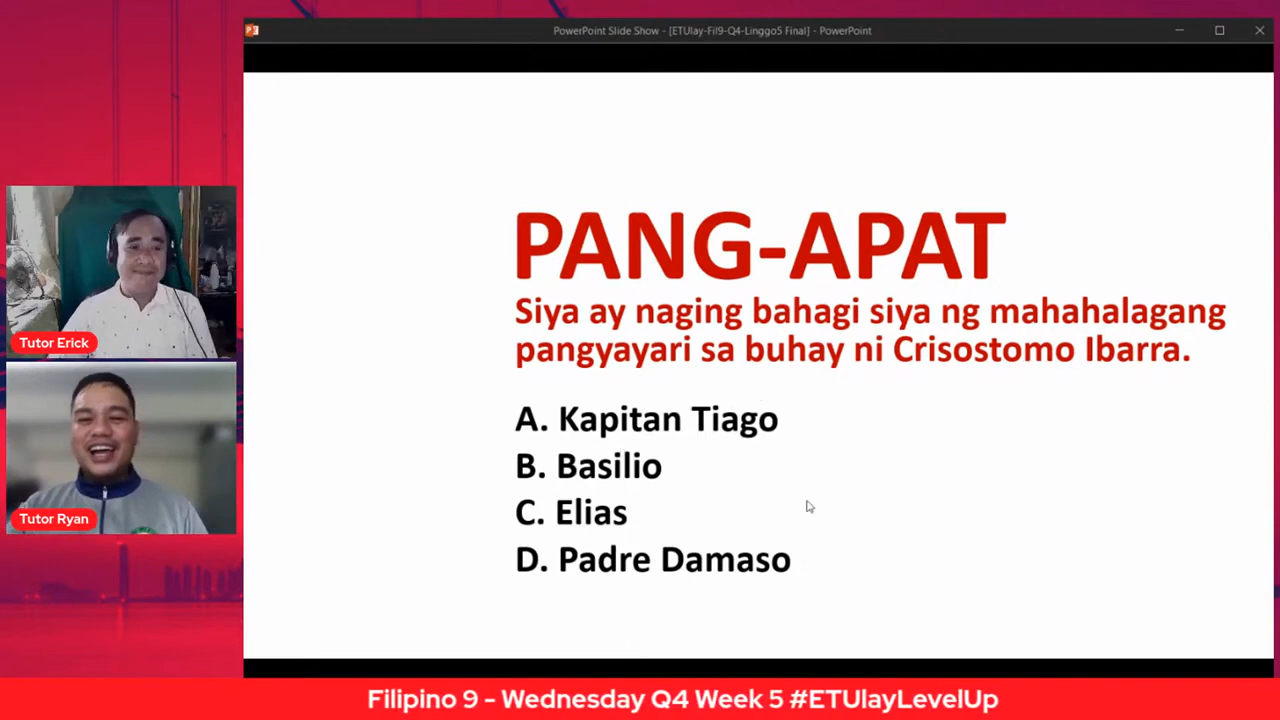 PowerPoint Slide Show - [ETUlay-Fil9-Q4-Linggo5 Final] - PowerPoint
PANG-APAT
Siya ay naging bahagi siya ng mahahalagang
pangyayari sa buhay ni Crisostomo Ibarra.
A. Kapitan Tiago
B. Basilio
C. Elias
D. Padre Damaso
Tutor Erick
Tutor Ryan
Filipino 9 - Wednesday Q4 Week 5 #ETUlayLevelUp